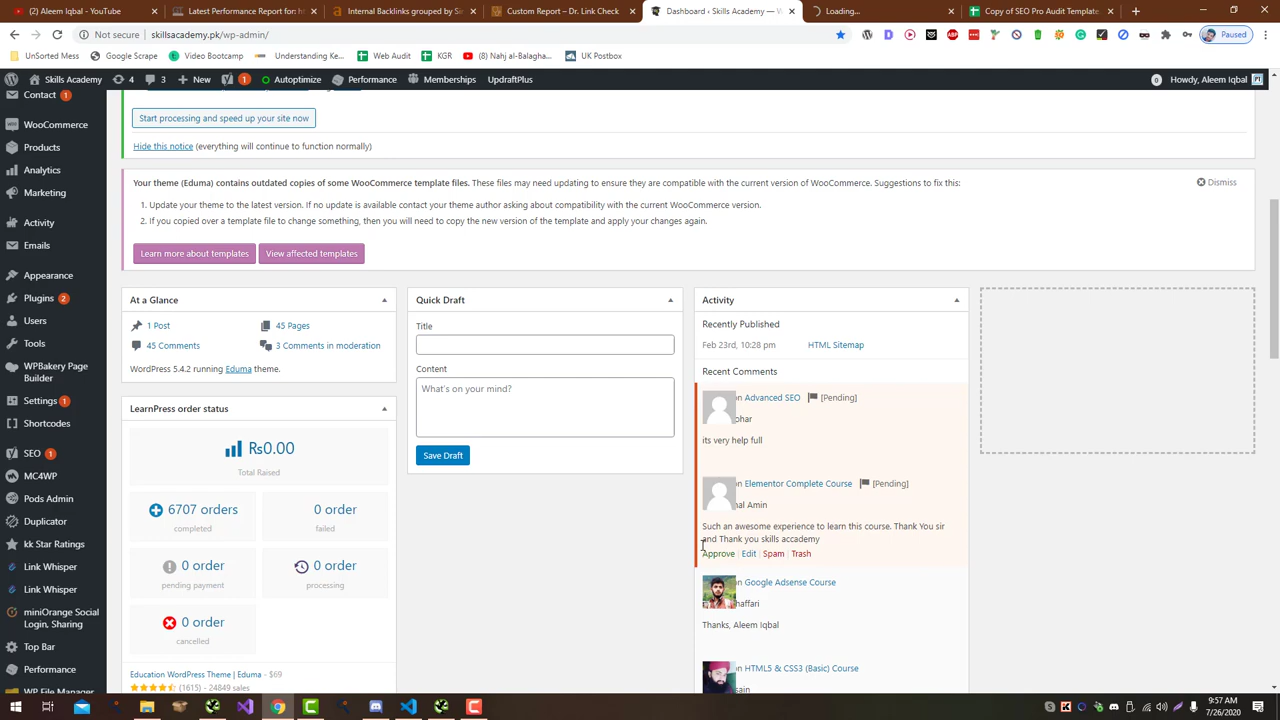 (4) Aleem Iqbal - YouTube
Report for
Internal Backlinks grouped by Sa
Custom Report – Dr. Link Check
Dashboard ‹ Skills Academy — W
Loading...
Copy of SEO Pro Audit Template
Not secure | skillsacademy.pk/wp-admin/
Paused
UnSorted Mess
Google Scrape
Video Bootcamp
Understanding Ke...
Web Audit
KGR
(8) Nahj al-Balagha...
UK Postbox
Skills Academy
4
3
New
1
Autoptimize
Performance
Memberships
UpdraftPlus
0
Howdy, Aleem Iqbal
Contact 1
WooCommerce
Products
Analytics
Marketing
Activity
Emails
Appearance
Plugins 2
Users
Tools
WPBakery Page
Builder
Settings 1
Shortcodes
SEO 1
MC4WP
Pods Admin
Duplicator
kk Star Ratings
Link Whisper
Link Whisper
miniOrange Social
Login, Sharing
Top Bar
Performance
WP File Manager
Start processing and speed up your site now
Hide this notice (everything will continue to function normally)
Your theme (Eduma) contains outdated copies of some WooCommerce template files. These files may need updating to ensure they are compatible with the current version of WooCommerce. Suggestions to fix this:
Dismiss
1. Update your theme to the latest version. If no update is available contact your theme author asking about compatibility with the current WooCommerce version.
2. If you copied over a template file to change something, then you will need to copy the new version of the template and apply your changes again.
Learn more about templates
View affected templates
At a Glance
1 Post
45 Pages
45 Comments
3 Comments in moderation
WordPress 5.4.2 running Eduma theme.
LearnPress order status
Rs0.00
Total Raised
6707 orders
completed
0 order
failed
0 order
pending payment
0 order
processing
0 order
cancelled
Education WordPress Theme | Eduma - $69
(1615) - 24849 sales
Quick Draft
Title
Content
What's on your mind?
Save Draft
Activity
Recently Published
Feb 23rd, 10:28 pm
HTML Sitemap
Recent Comments
on Advanced SEO [Pending]
ohar
its very help full
on Elementor Complete Course [Pending]
nal Amin
Such an awesome experience to learn this course. Thank You sir
and Thank you skills accademy
Approve | Edit | Spam | Trash
on Google Adsense Course
haffari
Thanks, Aleem Iqbal
on HTML5 & CSS3 (Basic) Course
sain
9:57 AM
7/26/2020